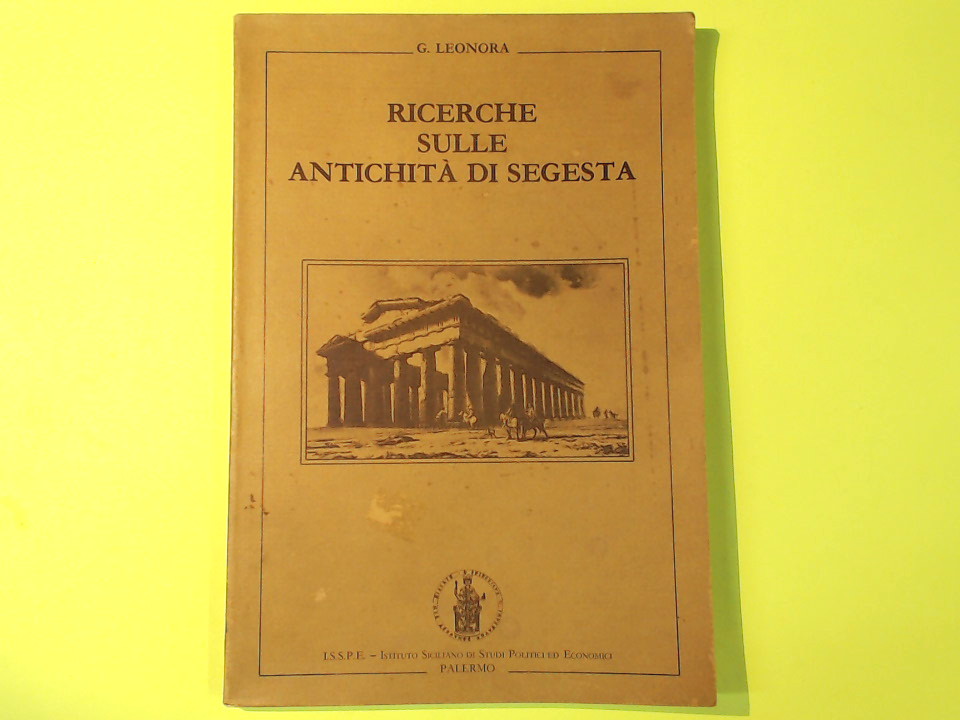 G. LEONORA
RICERCHE
SULLE
ANTICHITÀ DI SEGESTA
I.S.S.P.E. – ISTITUTO SICILIANO DI STUDI POLITICI ED ECONOMICI
PALERMO